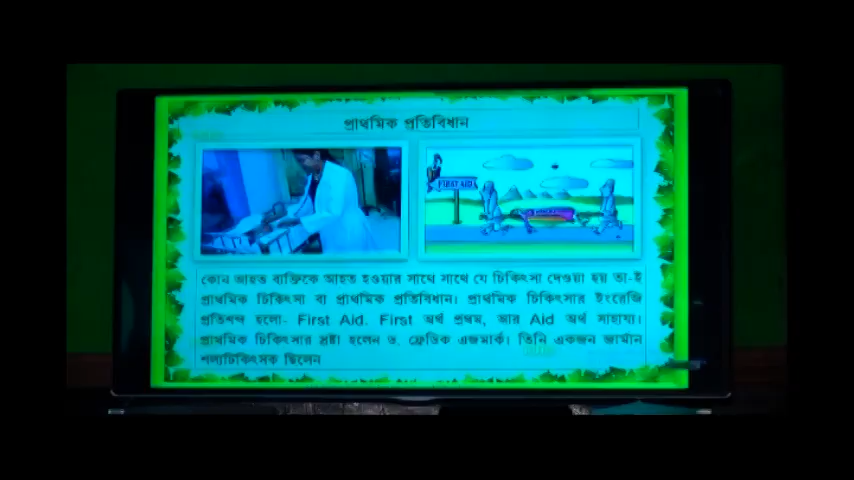 প্রাথমিক প্রতিবিধান
FIRST AID
কোন আহত ব্যক্তিকে আহত হওয়ার সাথে সাথে যে চিকিৎসা দেওয়া হয় তা-ই
প্রাথমিক চিকিৎসা বা প্রাথমিক প্রতিবিধান। প্রাথমিক চিকিৎসার ইংরেজি
প্রতিশব্দ হলো- First Aid. First অর্থ প্রথম, আর Aid অর্থ সাহায্য।
প্রাথমিক চিকিৎসার স্রষ্টা হলেন ড. ফ্রেডিক এজমার্ক। তিনি একজন জার্মান
শল্যচিকিৎসক ছিলেন